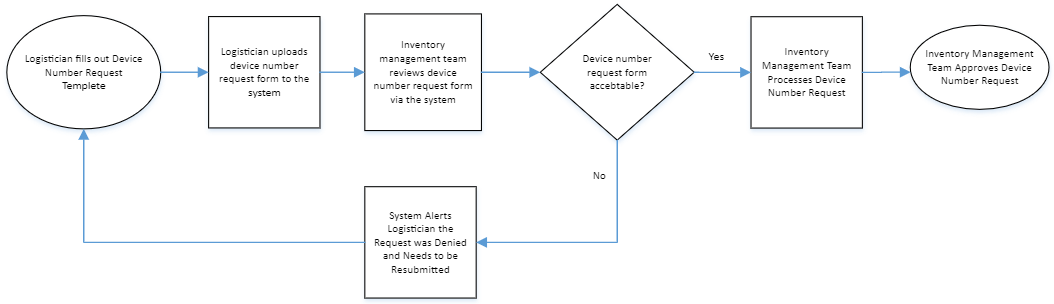 Logistician fills out Device
Number Request
Templete
Logistician uploads
device number
request form to the
system
Inventory
management team
reviews device
number request form
via the system
Device number
request form
accebtable?
Yes
Inventory
Management Team
Processes Device
Number Request
Inventory Management
Team Approves Device
Number Request
No
System Alerts
Logistician the
Request was Denied
and Needs to be
Resubmitted